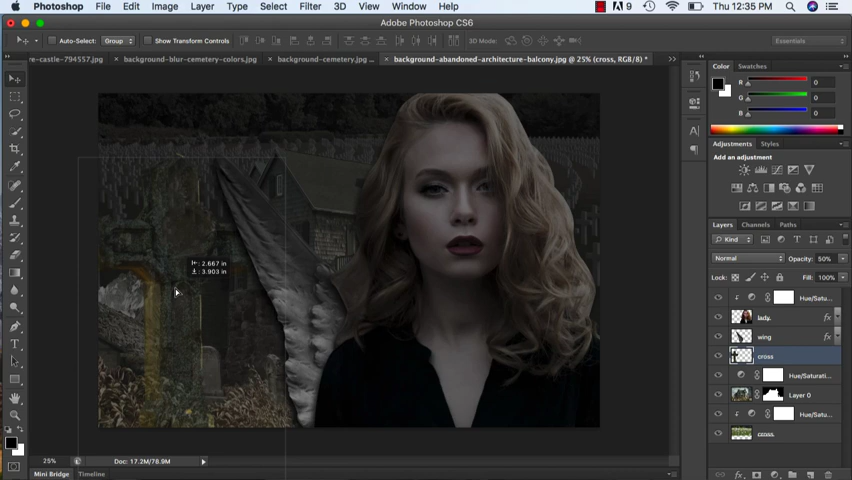 Photoshop File Edit Image Layer Type Select Filter 3D View Window Help 9 Thu 12:35 PM
Adobe Photoshop CS6
Auto-Select: Group Show Transform Controls 3D Mode: Essentials
re-castle-794557.jpg × background-blur-cemetery-colors.jpg × background-cemetery.jpg ... × background-abandoned-architecture-balcony.jpg @ 25% (cross, RGB/8) *
Color Swatches
R 0
G 0
B 0
Adjustments Styles
Add an adjustment
Layers Channels Paths
Kind
Normal Opacity: 50%
Lock: Fill: 100%
Hue/Satu...
lady. fx
wing fx
cross
Hue/Saturati...
Layer 0
Hue/Satu...
cross
2.667 in
3.903 in
25% Doc: 17.2M/78.9M
Mini Bridge Timeline